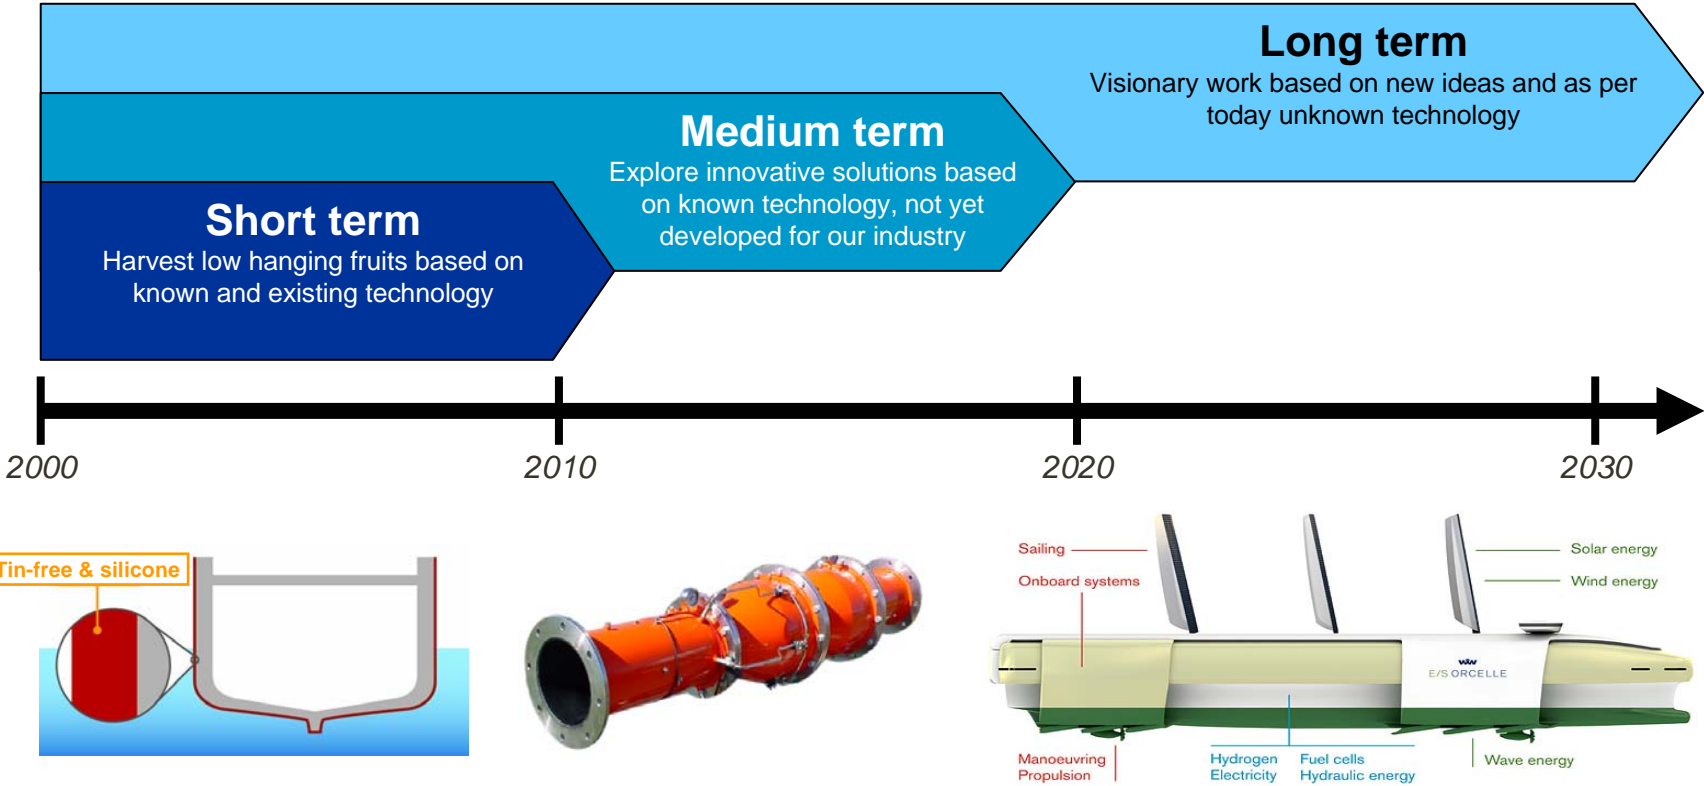 Long term
Visionary work based on new ideas and as per
today unknown technology
Medium term
Explore innovative solutions based
on known technology, not yet
developed for our industry
Short term
Harvest low hanging fruits based on
known and existing technology
2000
2010
2020
2030
Tin-free & silicone
Sailing
Onboard systems
Solar energy
Wind energy
E/S ORCELLE
Manoeuvring
Propulsion
Hydrogen
Electricity
Fuel cells
Hydraulic energy
Wave energy